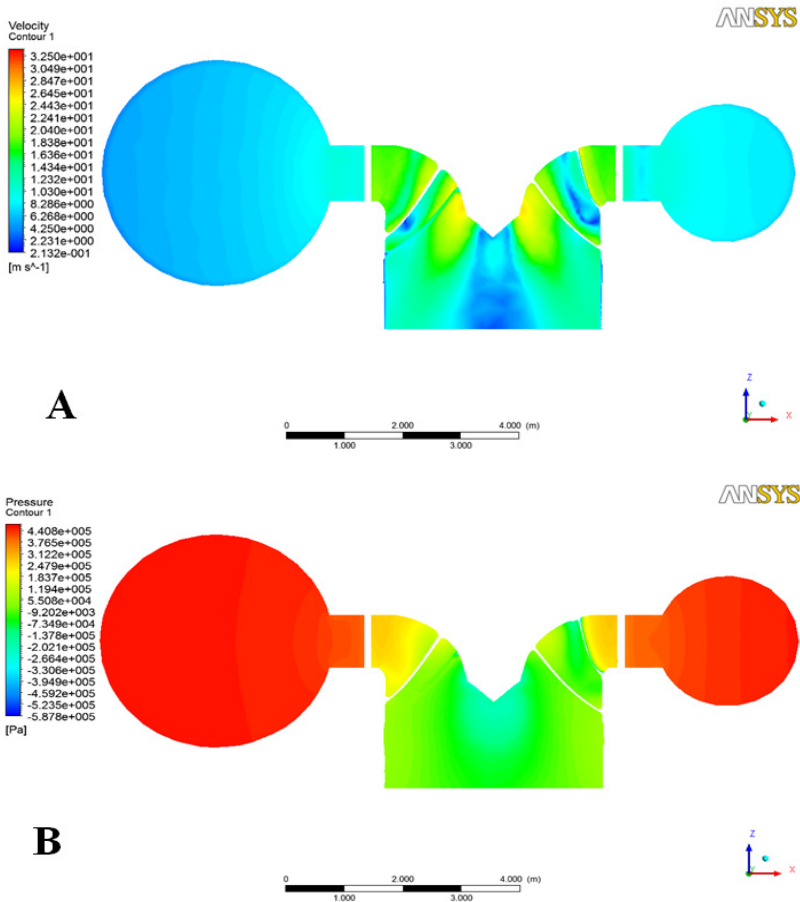 ANSYS
Velocity
Contour 1
3.250e+001
3.049e+001
2.847e+001
2.645e+001
2.443e+001
2.241e+001
2.040e+001
1.838e+001
1.636e+001
1.434e+001
1.232e+001
1.030e+001
8.286e+000
6.268e+000
4.250e+000
2.231e+000
2.132e-001
[m s^-1]
A
0 2.000 4.000 (m)
1.000 3.000
Z
Y
X
ANSYS
Pressure
Contour 1
4.408e+005
3.765e+005
3.122e+005
2.479e+005
1.837e+005
1.194e+005
5.508e+004
-9.202e+003
-7.349e+004
-1.378e+005
-2.021e+005
-2.664e+005
-3.306e+005
-3.949e+005
-4.592e+005
-5.235e+005
-5.878e+005
[Pa]
B
0 2.000 4.000 (m)
1.000 3.000
Z
Y
X